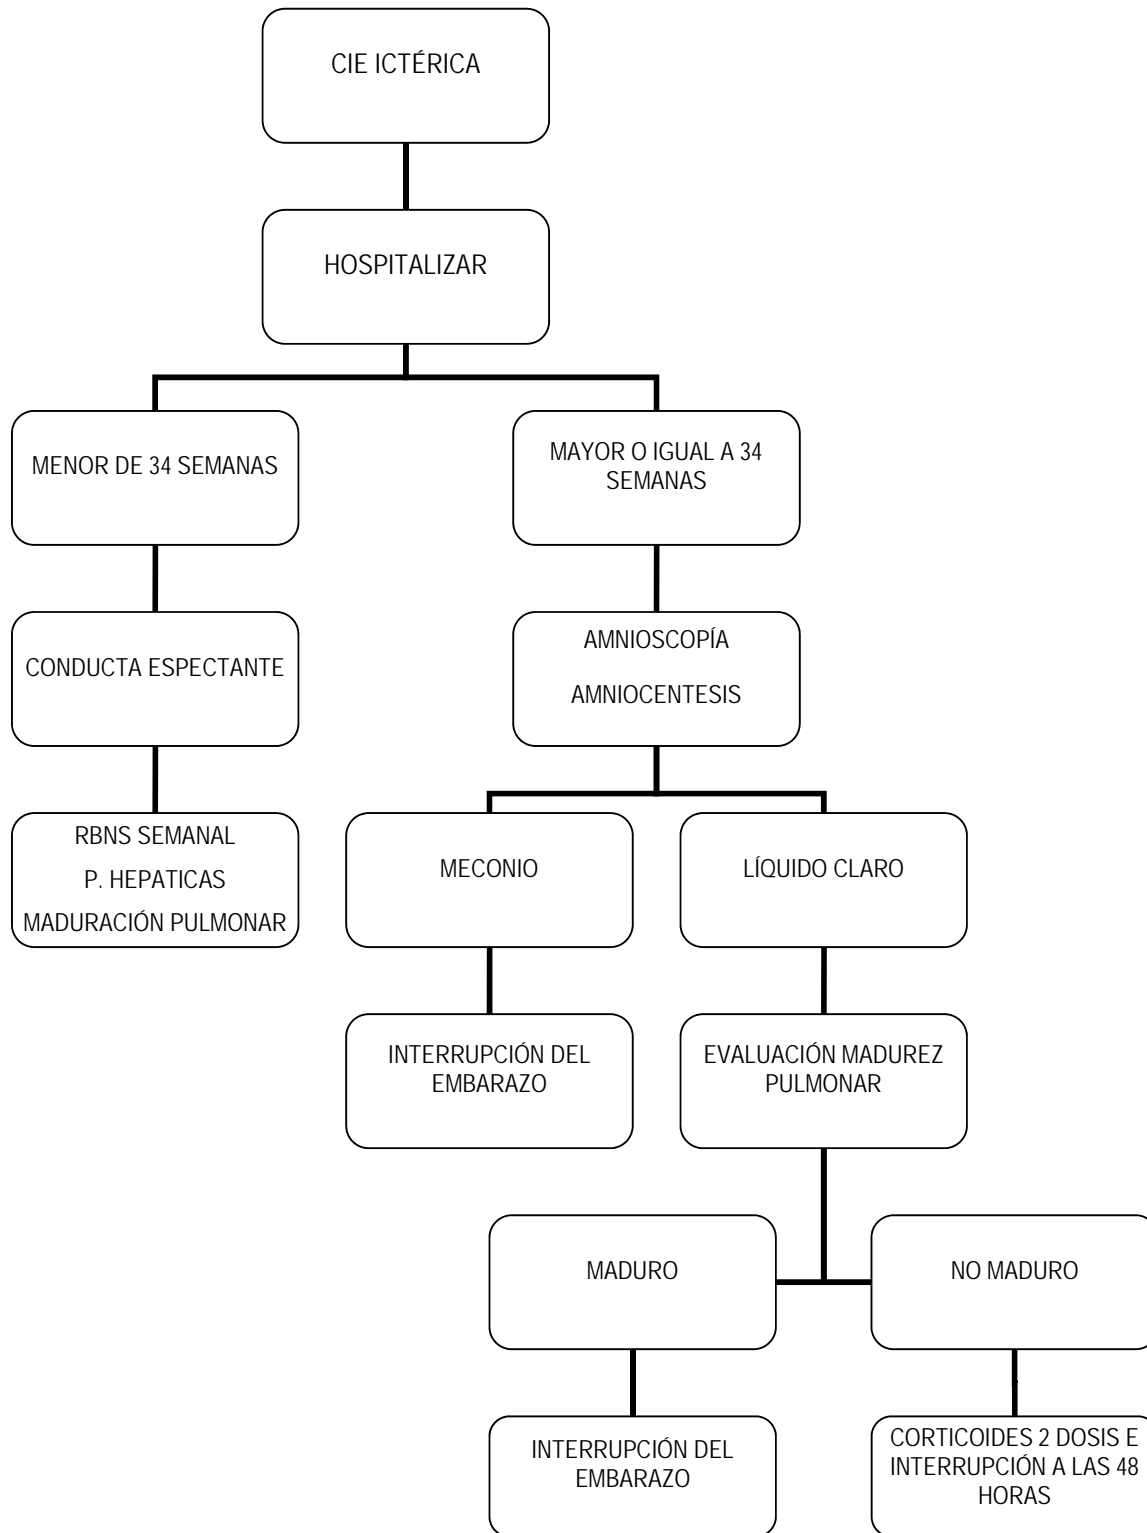 CIE ICTÉRICA
HOSPITALIZAR
MENOR DE 34 SEMANAS
MAYOR O IGUAL A 34
SEMANAS
CONDUCTA ESPECTANTE
AMNIOSCOPÍA
AMNIOCENTESIS
RBNS SEMANAL
P. HEPATICAS
MADURACIÓN PULMONAR
MECONIO
LÍQUIDO CLARO
INTERRUPCIÓN DEL
EMBARAZO
EVALUACIÓN MADUREZ
PULMONAR
MADURO
NO MADURO
INTERRUPCIÓN DEL
EMBARAZO
CORTICOIDES 2 DOSIS E
INTERRUPCIÓN A LAS 48
HORAS